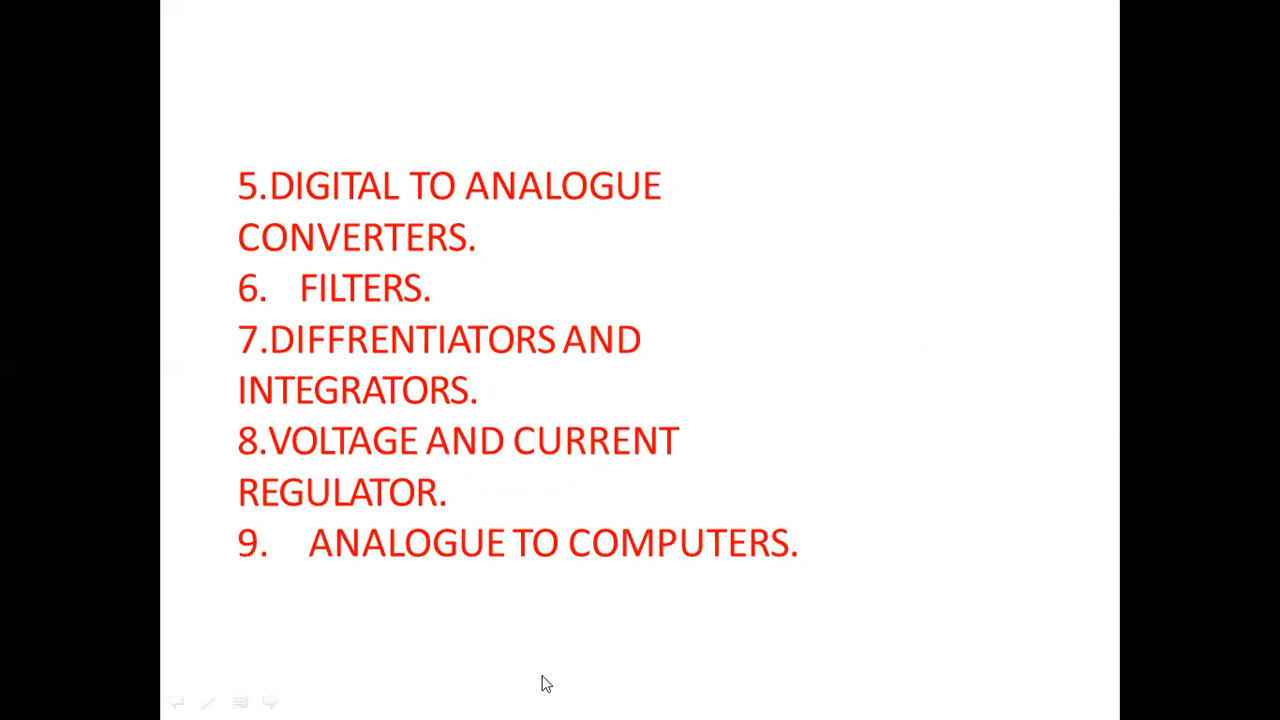 5.DIGITAL TO ANALOGUE
CONVERTERS.
6. FILTERS.
7.DIFFRENTIATORS AND
INTEGRATORS.
8.VOLTAGE AND CURRENT
REGULATOR.
9. ANALOGUE TO COMPUTERS.